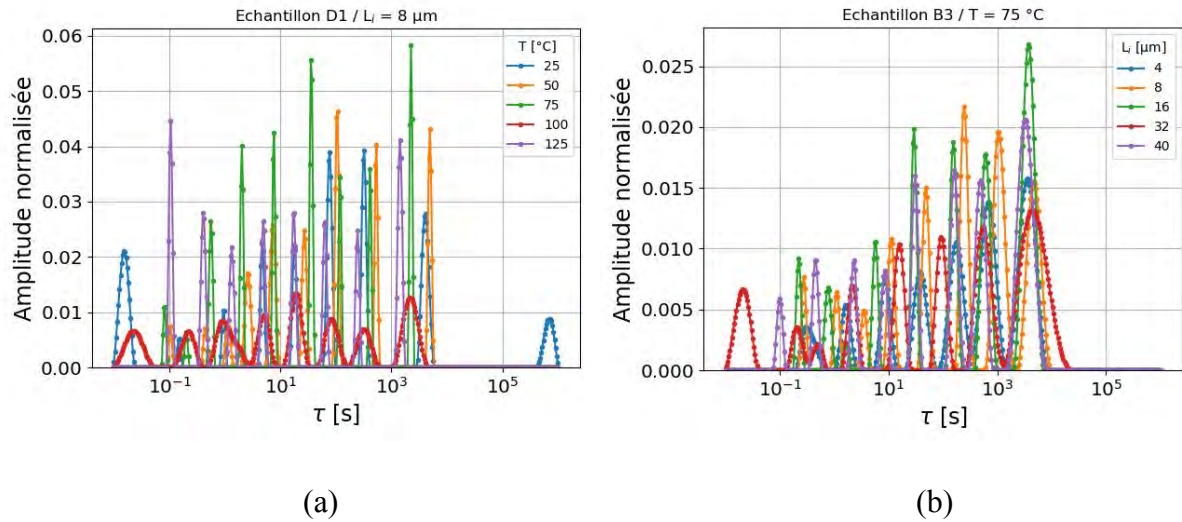 Echantillon D1 / Li = 8 µm
Amplitude normalisée
0.06
0.05
0.04
0.03
0.02
0.01
0.00
T [°C]
25
50
75
100
125
10⁻¹ 10¹ 10³ 10⁵
τ [s]
(a)
Echantillon B3 / T = 75 °C
Amplitude normalisée
0.025
0.020
0.015
0.010
0.005
0.000
Li [µm]
4
8
16
32
40
10⁻¹ 10¹ 10³ 10⁵
τ [s]
(b)